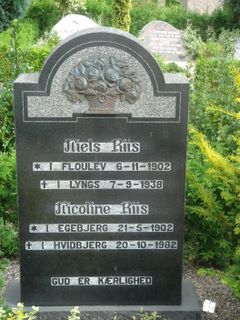 Niels Riis
* I FLOULEV 6-11-1902
† I LYNGS 7-9-1938
Nicoline Riis
* I EGEBJERG 21-5-1902
† I HVIDBJERG 20-10-1982
GUD ER KÆRLIGHED